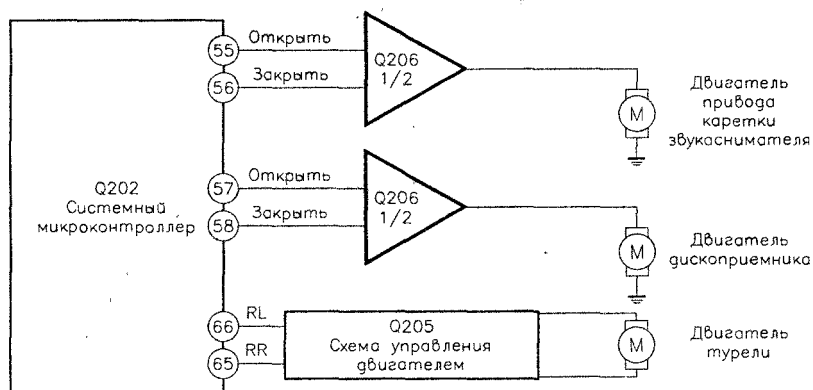 55
Открыть
56
Закрыть
Q206
1/2
М
Двигатель
привода
каретки
звукаснимателя
Q202
Системный
микроконтроллер
57
Открыть
58
Закрыть
Q206
1/2
М
Двигатель
дископриемника
66
RL
65
RR
Q205
Схема управления
двигателем
М
Двигатель
турели